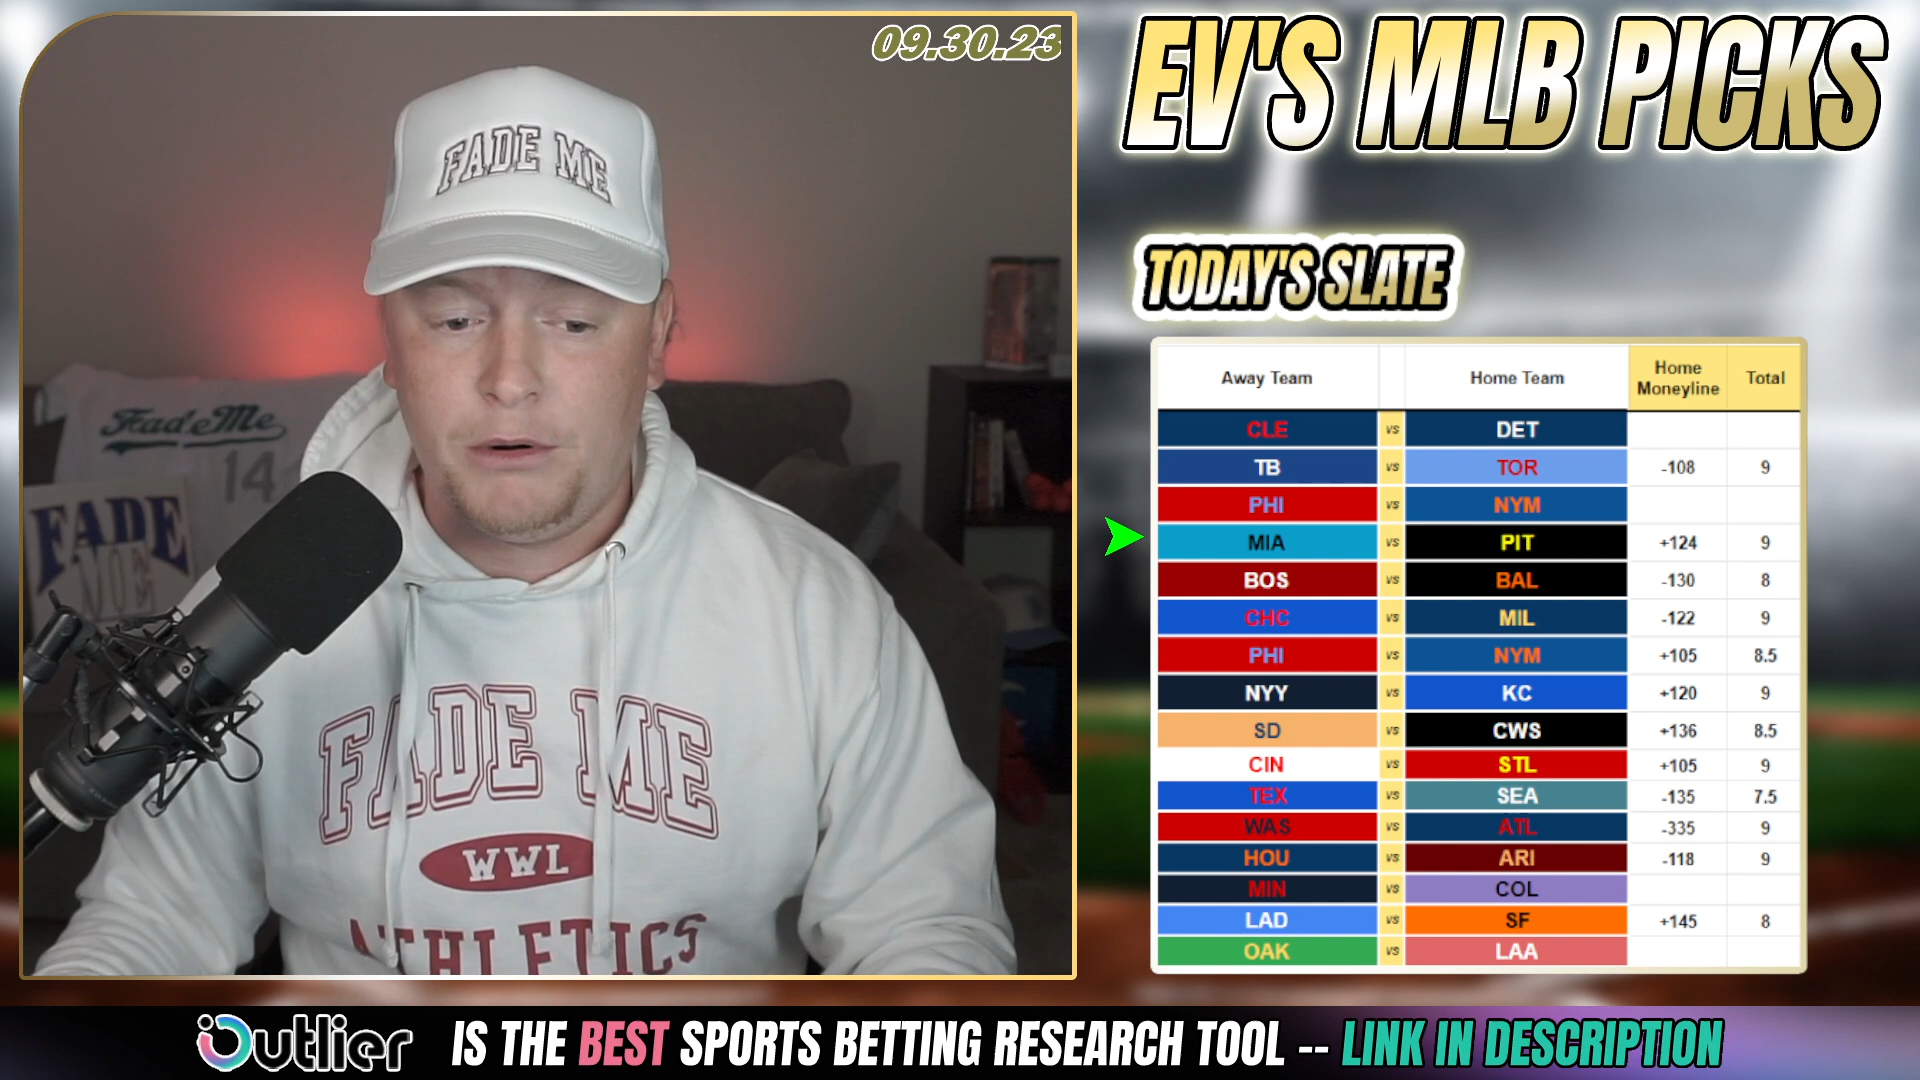 09.30.23
EV'S MLB PICKS
FADE ME
TODAY'S SLATE
Away Team Home Team Home Moneyline Total
CLE vs DET
TB vs TOR -108 9
PHI vs NYM
MIA vs PIT +124 9
BOS vs BAL -130 8
CHC vs MIL -122 9
PHI vs NYM +105 8.5
NYY vs KC +120 9
SD vs CWS +136 8.5
CIN vs STL +105 9
TEX vs SEA -135 7.5
WAS vs ATL -335 9
HOU vs ARI -118 9
MIN vs COL
LAD vs SF +145 8
OAK vs LAA
FadeMe
14
FADE
ME
FADE ME
WWL
ATHLETICS
Outlier IS THE BEST SPORTS BETTING RESEARCH TOOL -- LINK IN DESCRIPTION